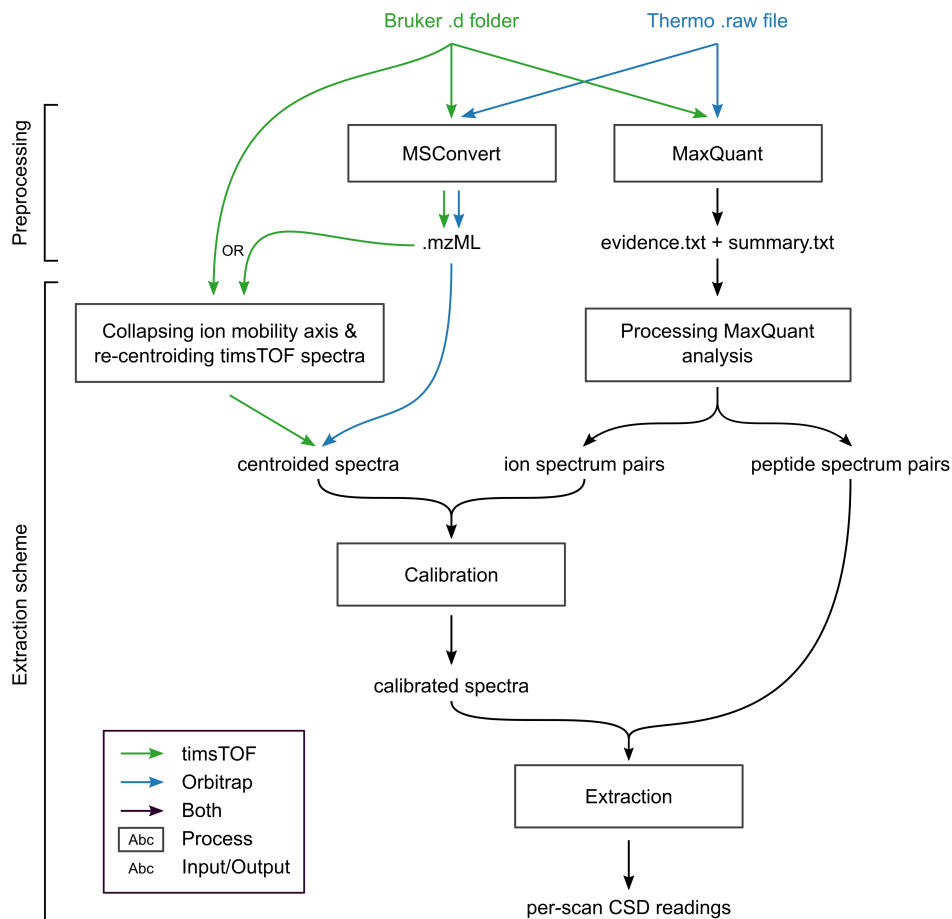 Bruker .d folder
Thermo .raw file
Preprocessing
MSConvert
MaxQuant
OR
.mzML
evidence.txt + summary.txt
Extraction scheme
Collapsing ion mobility axis &
re-centroiding timsTOF spectra
Processing MaxQuant
analysis
centroided spectra
ion spectrum pairs
peptide spectrum pairs
Calibration
calibrated spectra
timsTOF
Orbitrap
Both
Abc Process
Abc Input/Output
Extraction
per-scan CSD readings